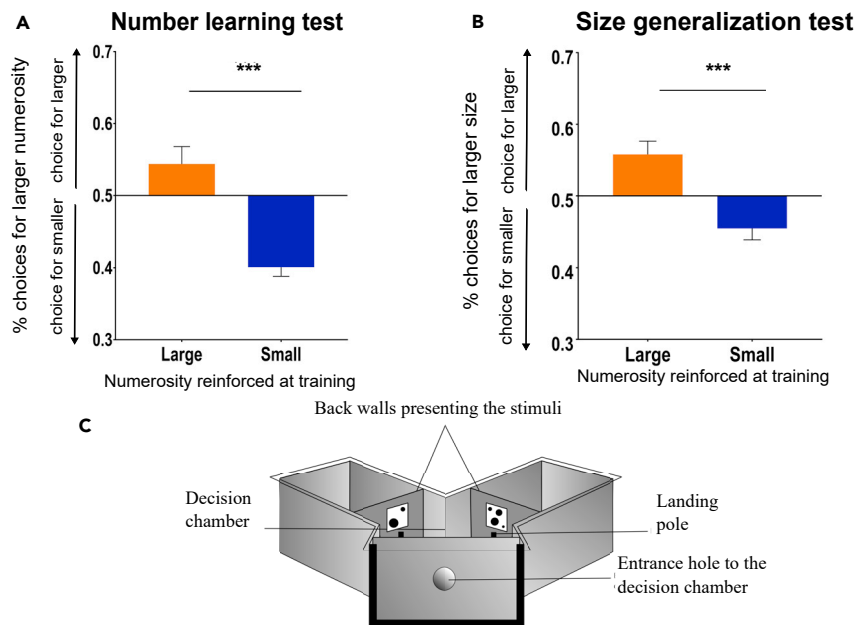 A
Number learning test
% choices for larger numerosity
choice for smaller
choice for larger
0.7
0.6
0.5
0.4
0.3
***
Large
Small
Numerosity reinforced at training
B
Size generalization test
% choices for larger size
choice for smaller
choice for larger
0.7
0.6
0.5
0.4
0.3
***
Large
Small
Numerosity reinforced at training
C
Back walls presenting the stimuli
Decision
chamber
Landing
pole
Entrance hole to the
decision chamber